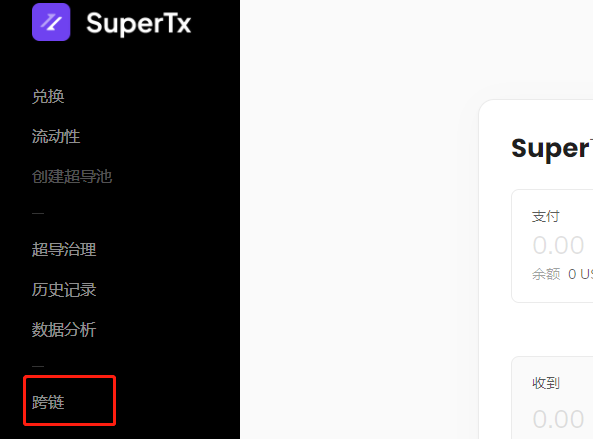 SuperTx
兑换
流动性
创建超导池
—
超导治理
历史记录
数据分析
—
跨链
Super
支付
0.00
余额 0 US
收到
0.00